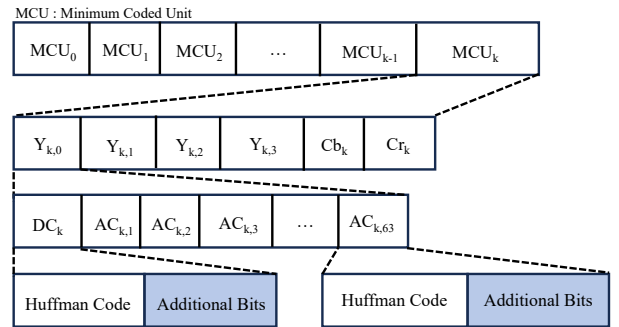 MCU : Minimum Coded Unit
MCU0 MCU1 MCU2 … MCUk-1 MCUk
Yk,0 Yk,1 Yk,2 Yk,3 Cbk Crk
DCk ACk,1 ACk,2 ACk,3 … ACk,63
Huffman Code Additional Bits Huffman Code Additional Bits